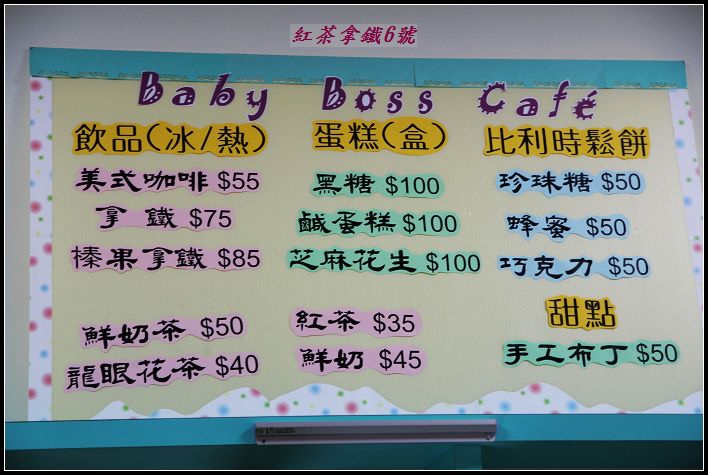 紅茶拿鐵6號
Baby Boss Café
飲品(冰/熱)
美式咖啡 $55
拿鐵 $75
榛果拿鐵 $85
鮮奶茶 $50
龍眼花茶 $40
蛋糕(盒)
黑糖 $100
鹹蛋糕 $100
芝麻花生 $100
紅茶 $35
鮮奶 $45
比利時鬆餅
珍珠糖 $50
蜂蜜 $50
巧克力 $50
甜點
手工布丁 $50